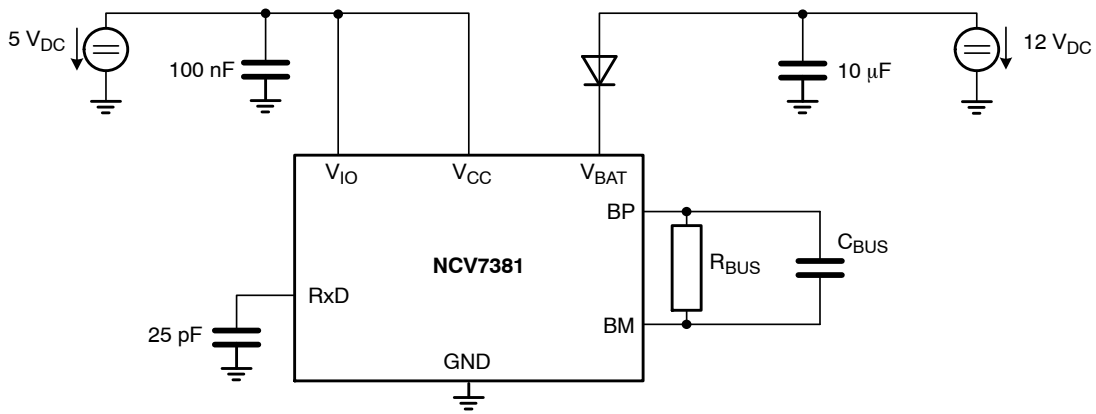 5 V_DC
100 nF
10 μF
12 V_DC
V_IO
V_CC
V_BAT
BP
C_BUS
R_BUS
NCV7381
RxD
BM
25 pF
GND